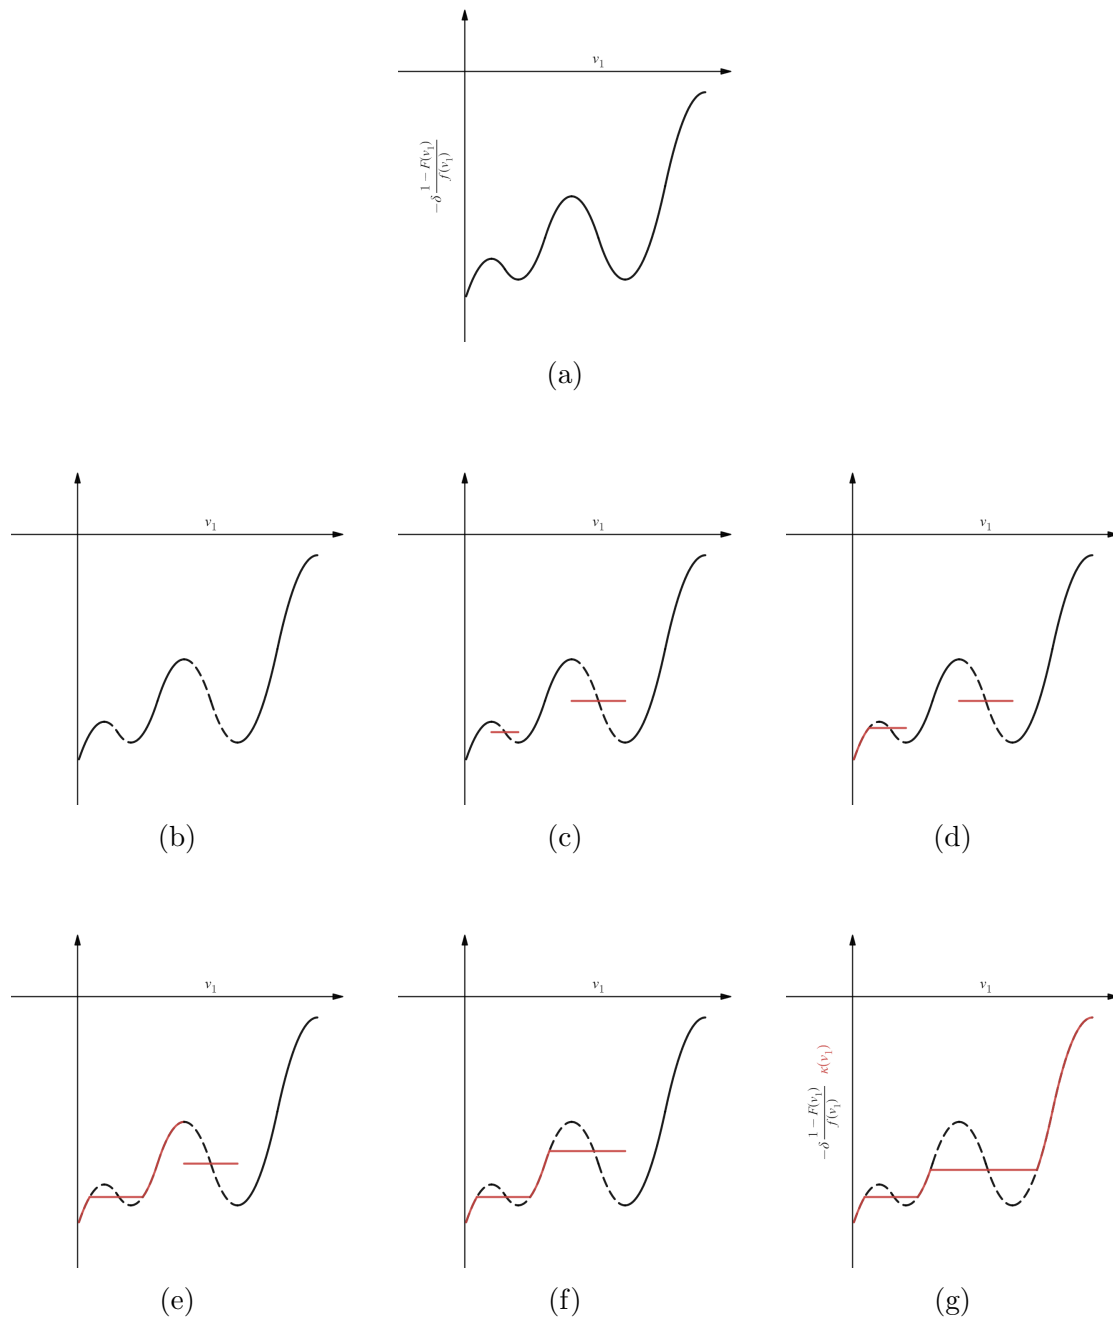 v₁
−δ (1 − F(v₁))/f(v₁)
(a)
v₁
v₁
v₁
(b)
(c)
(d)
v₁
v₁
v₁
−δ (1 − F(v₁))/f(v₁) κ(v₁)
(e)
(f)
(g)